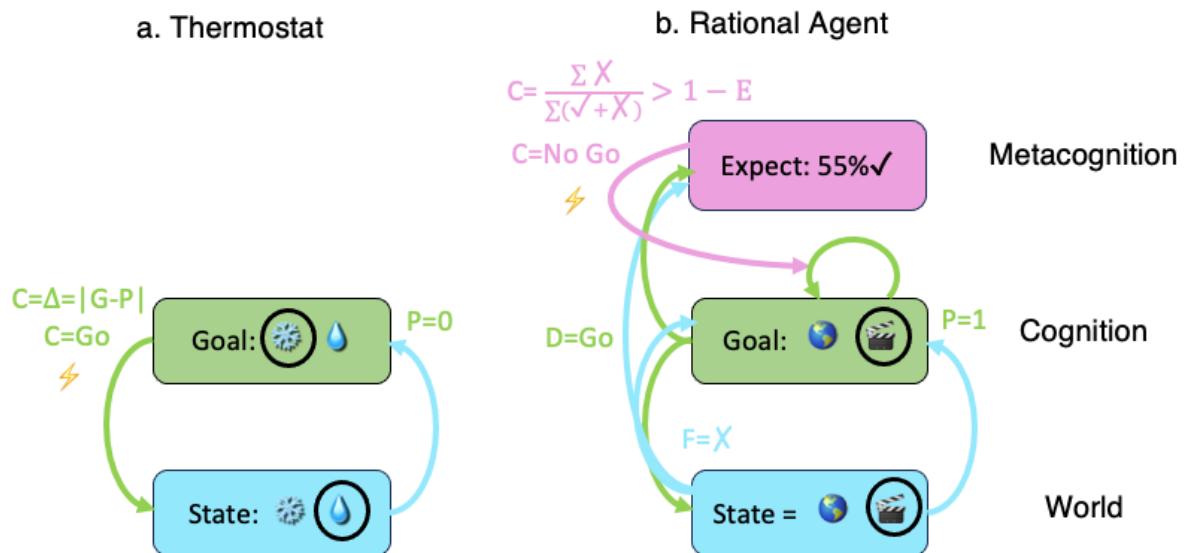 a. Thermostat
b. Rational Agent
C= ΣX / Σ(✓+X) > 1 − E
C=No Go
Expect: 55%✓
Metacognition
C=Δ=|G-P|
C=Go
P=0
Goal:
D=Go
Goal:
P=1
Cognition
F=X
State:
State =
World